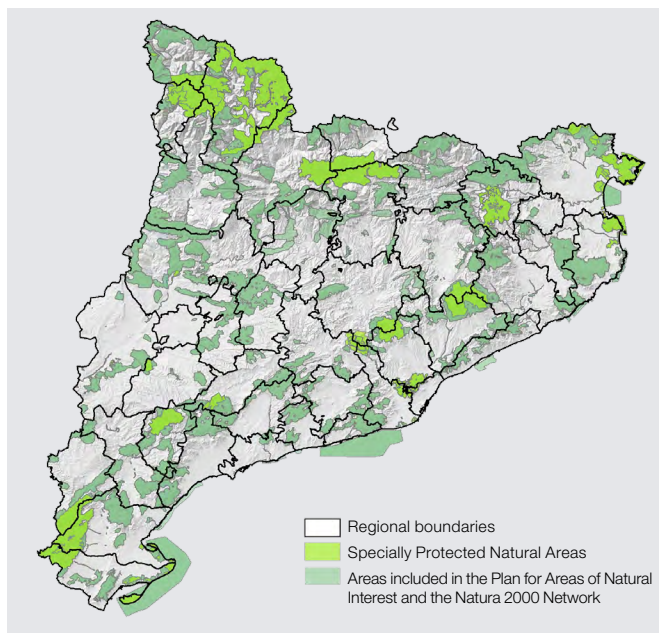 Regional boundaries
Specially Protected Natural Areas
Areas included in the Plan for Areas of Natural
Interest and the Natura 2000 Network